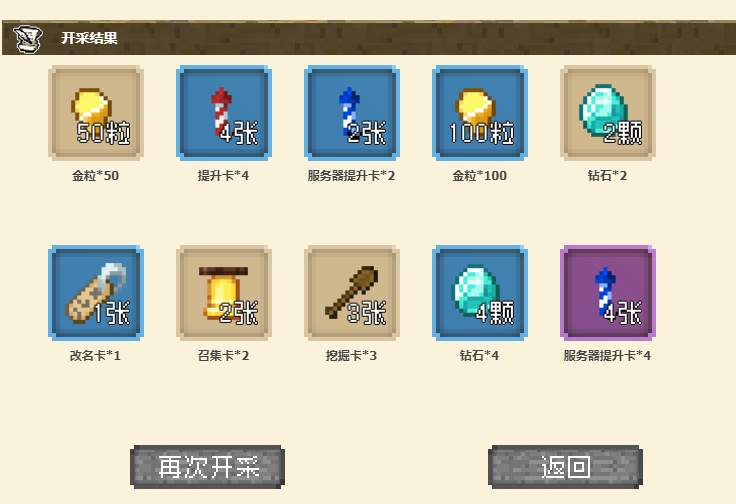 开采结果
50粒
4张
2张
100粒
2颗
金粒*50
提升卡*4
服务器提升卡*2
金粒*100
钻石*2
1张
2张
3张
4颗
4张
改名卡*1
召集卡*2
挖掘卡*3
钻石*4
服务器提升卡*4
再次开采
返回